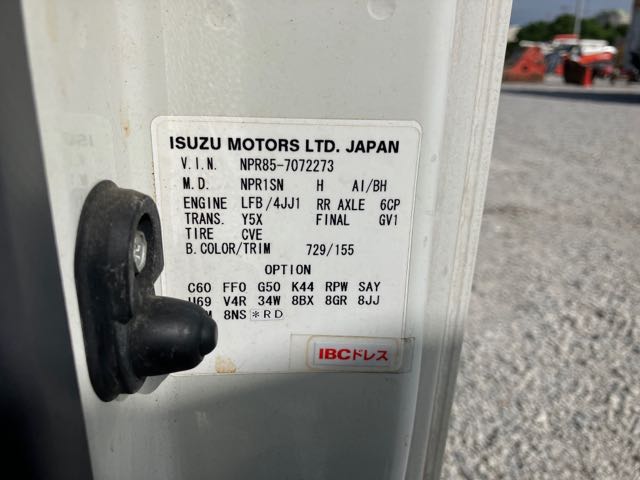 ISUZU MOTORS LTD. JAPAN
V.I.N. NPR85-7072273
M.D. NPR1SN H AI/BH
ENGINE LFB/4JJ1 RR AXLE 6CP
TRANS. Y5X FINAL GV1
TIRE CVE
B.COLOR/TRIM 729/155
OPTION
C60 FF0 G50 K44 RPW SAY
V4R 34W 8BX 8GR 8JJ
8NS *RD
IBCドレス